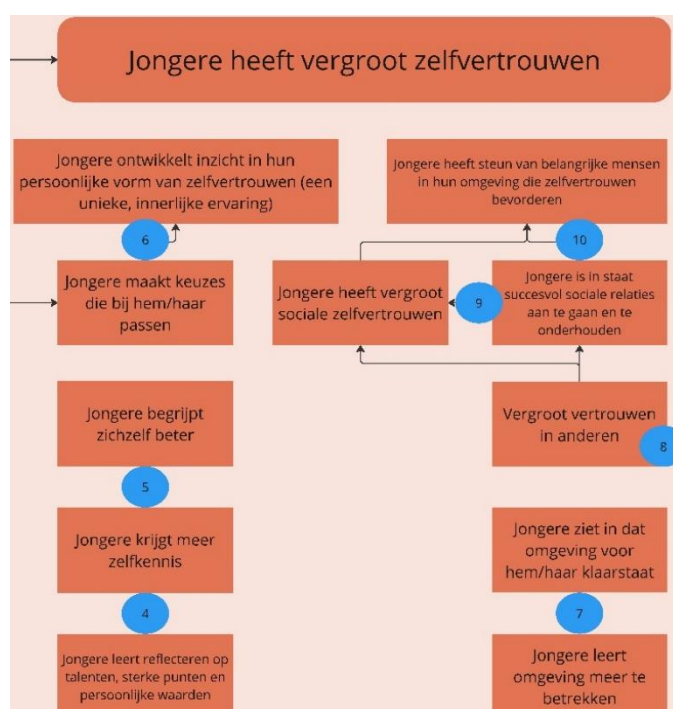 Jongere heeft vergroot zelfvertrouwen
Jongere ontwikkelt inzicht in hun
persoonlijke vorm van zelfvertrouwen (een
unieke, innerlijke ervaring)
6
Jongere maakt keuzes
die bij hem/haar
passen
Jongere begrijpt
zichzelf beter
5
Jongere krijgt meer
zelfkennis
4
Jongere leert reflecteren op
talenten, sterke punten en
persoonlijke waarden
Jongere heeft steun van belangrijke mensen
in hun omgeving die zelfvertrouwen
bevorderen
10
Jongere heeft vergroot
sociale zelfvertrouwen
9
Jongere is in staat
succesvol sociale relaties
aan te gaan en te
onderhouden
Vergroot vertrouwen
in anderen
8
Jongere ziet in dat
omgeving voor
hem/haar klaarstaat
7
Jongere leert
omgeving meer te
betrekken